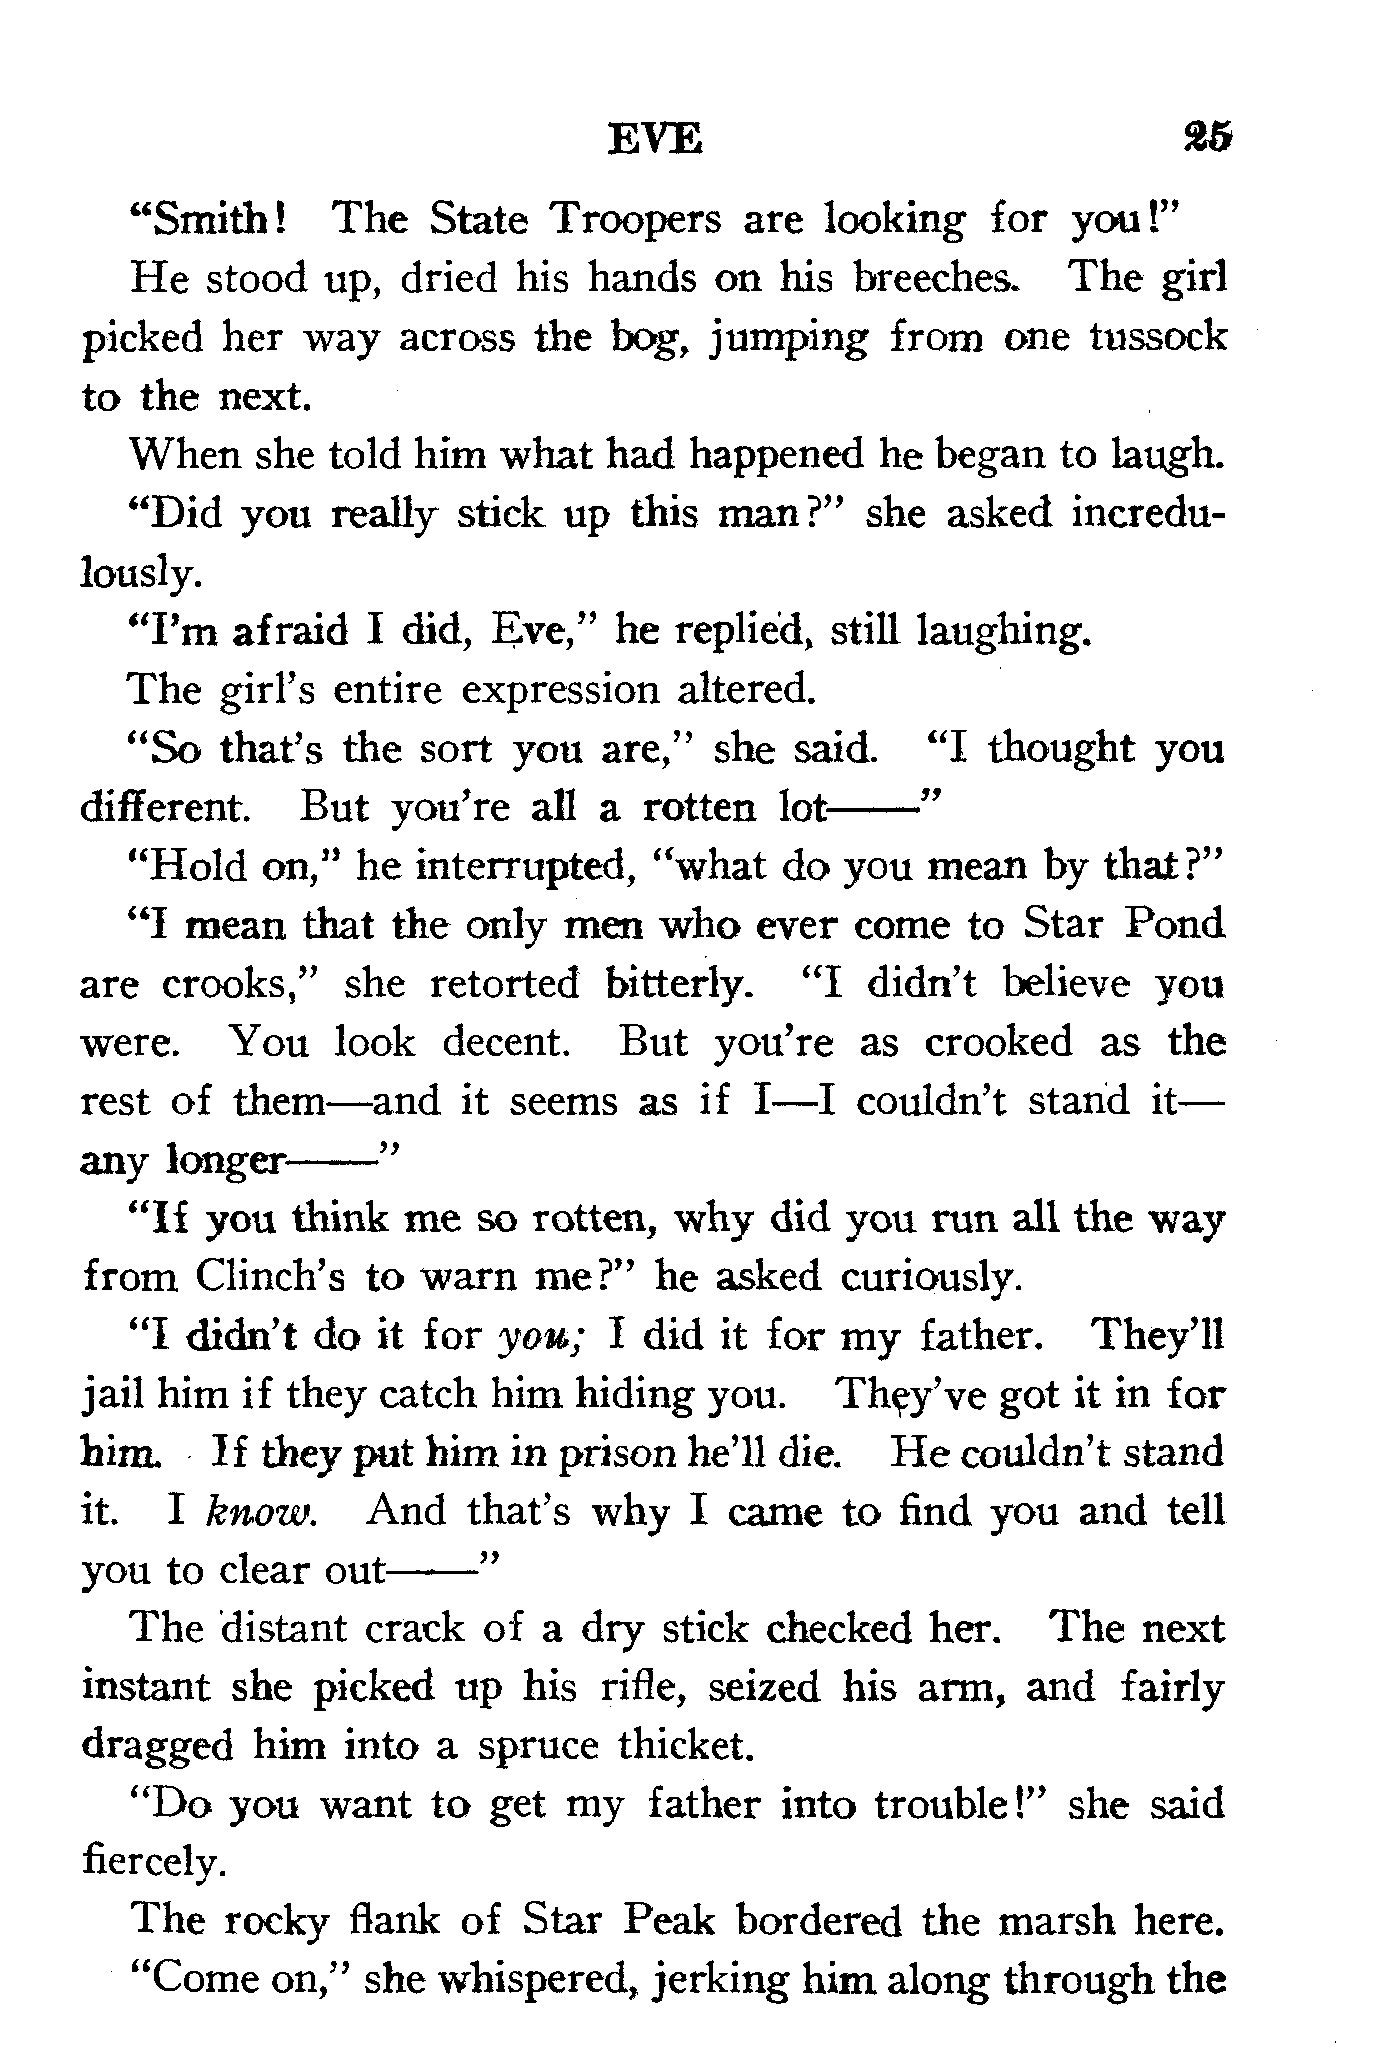 EVE 25
“Smith! The State Troopers are looking for you!”
He stood up, dried his hands on his breeches. The girl
picked her way across the bog, jumping from one tussock
to the next.
When she told him what had happened he began to laugh.
“Did you really stick up this man?” she asked incredu-
lously.
“I’m afraid I did, Eve,” he replied, still laughing.
The girl’s entire expression altered.
“So that’s the sort you are,” she said. “I thought you
different. But you’re all a rotten lot——”
“Hold on,” he interrupted, “what do you mean by that?”
“I mean that the only men who ever come to Star Pond
are crooks,” she retorted bitterly. “I didn’t believe you
were. You look decent. But you’re as crooked as the
rest of them—and it seems as if I—I couldn’t stand it—
any longer——”
“If you think me so rotten, why did you run all the way
from Clinch’s to warn me?” he asked curiously.
“I didn’t do it for you; I did it for my father. They’ll
jail him if they catch him hiding you. They’ve got it in for
him. If they put him in prison he’ll die. He couldn’t stand
it. I know. And that’s why I came to find you and tell
you to clear out——”
The distant crack of a dry stick checked her. The next
instant she picked up his rifle, seized his arm, and fairly
dragged him into a spruce thicket.
“Do you want to get my father into trouble!” she said
fiercely.
The rocky flank of Star Peak bordered the marsh here.
“Come on,” she whispered, jerking him along through the